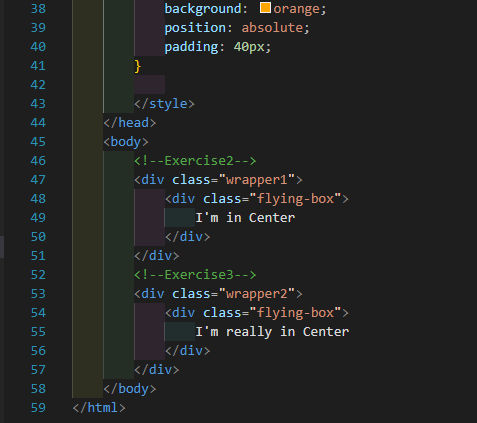 38 background: orange;
39 position: absolute;
40 padding: 40px;
41 }
42
43 </style>
44 </head>
45 <body>
46 <!--Exercise2-->
47 <div class="wrapper1">
48 <div class="flying-box">
49 I'm in Center
50 </div>
51 </div>
52 <!--Exercise3-->
53 <div class="wrapper2">
54 <div class="flying-box">
55 I'm really in Center
56 </div>
57 </div>
58 </body>
59 </html>